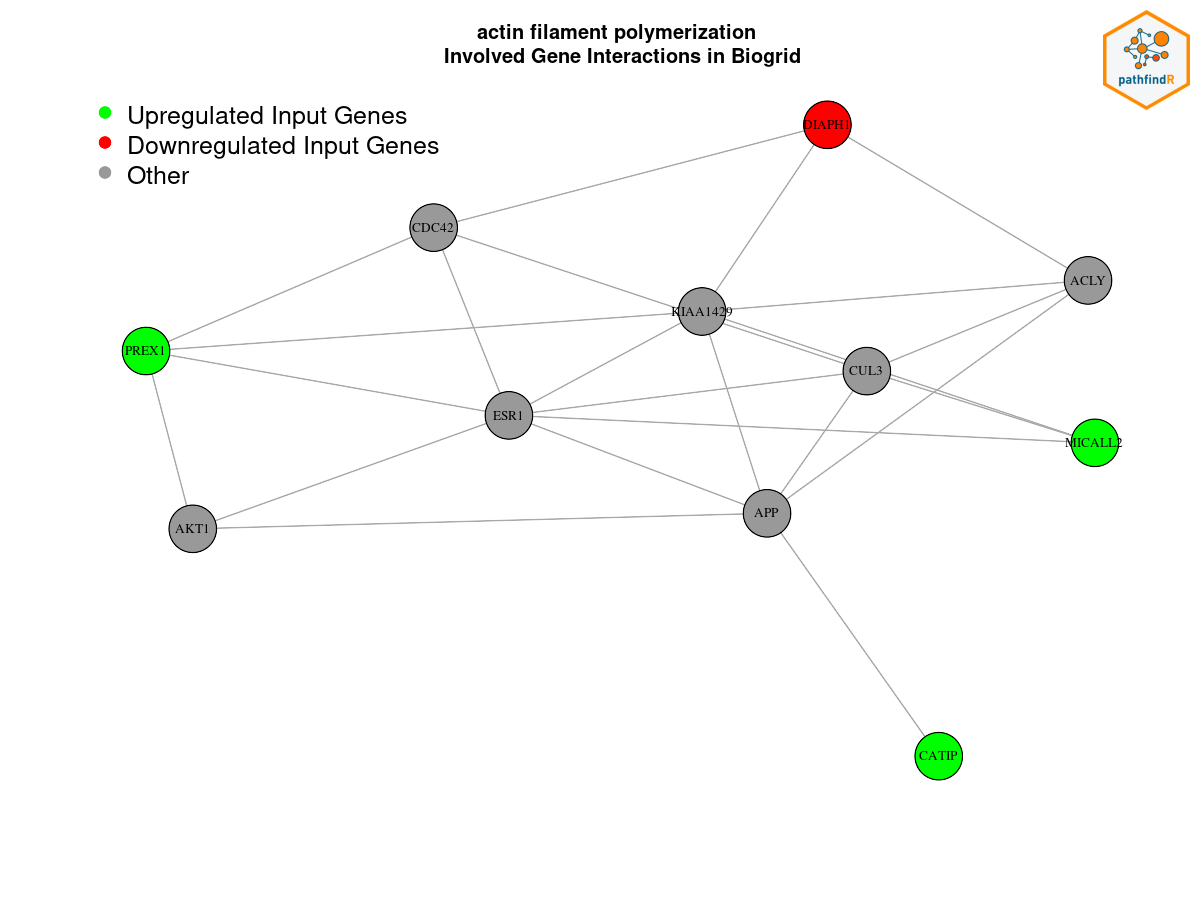 actin filament polymerization
Involved Gene Interactions in Biogrid
pathfindR
Upregulated Input Genes
Downregulated Input Genes
Other
DIAPH1
CDC42
ACLY
KIAA1429
PREX1
CUL3
ESR1
MICALL2
APP
AKT1
CATIP